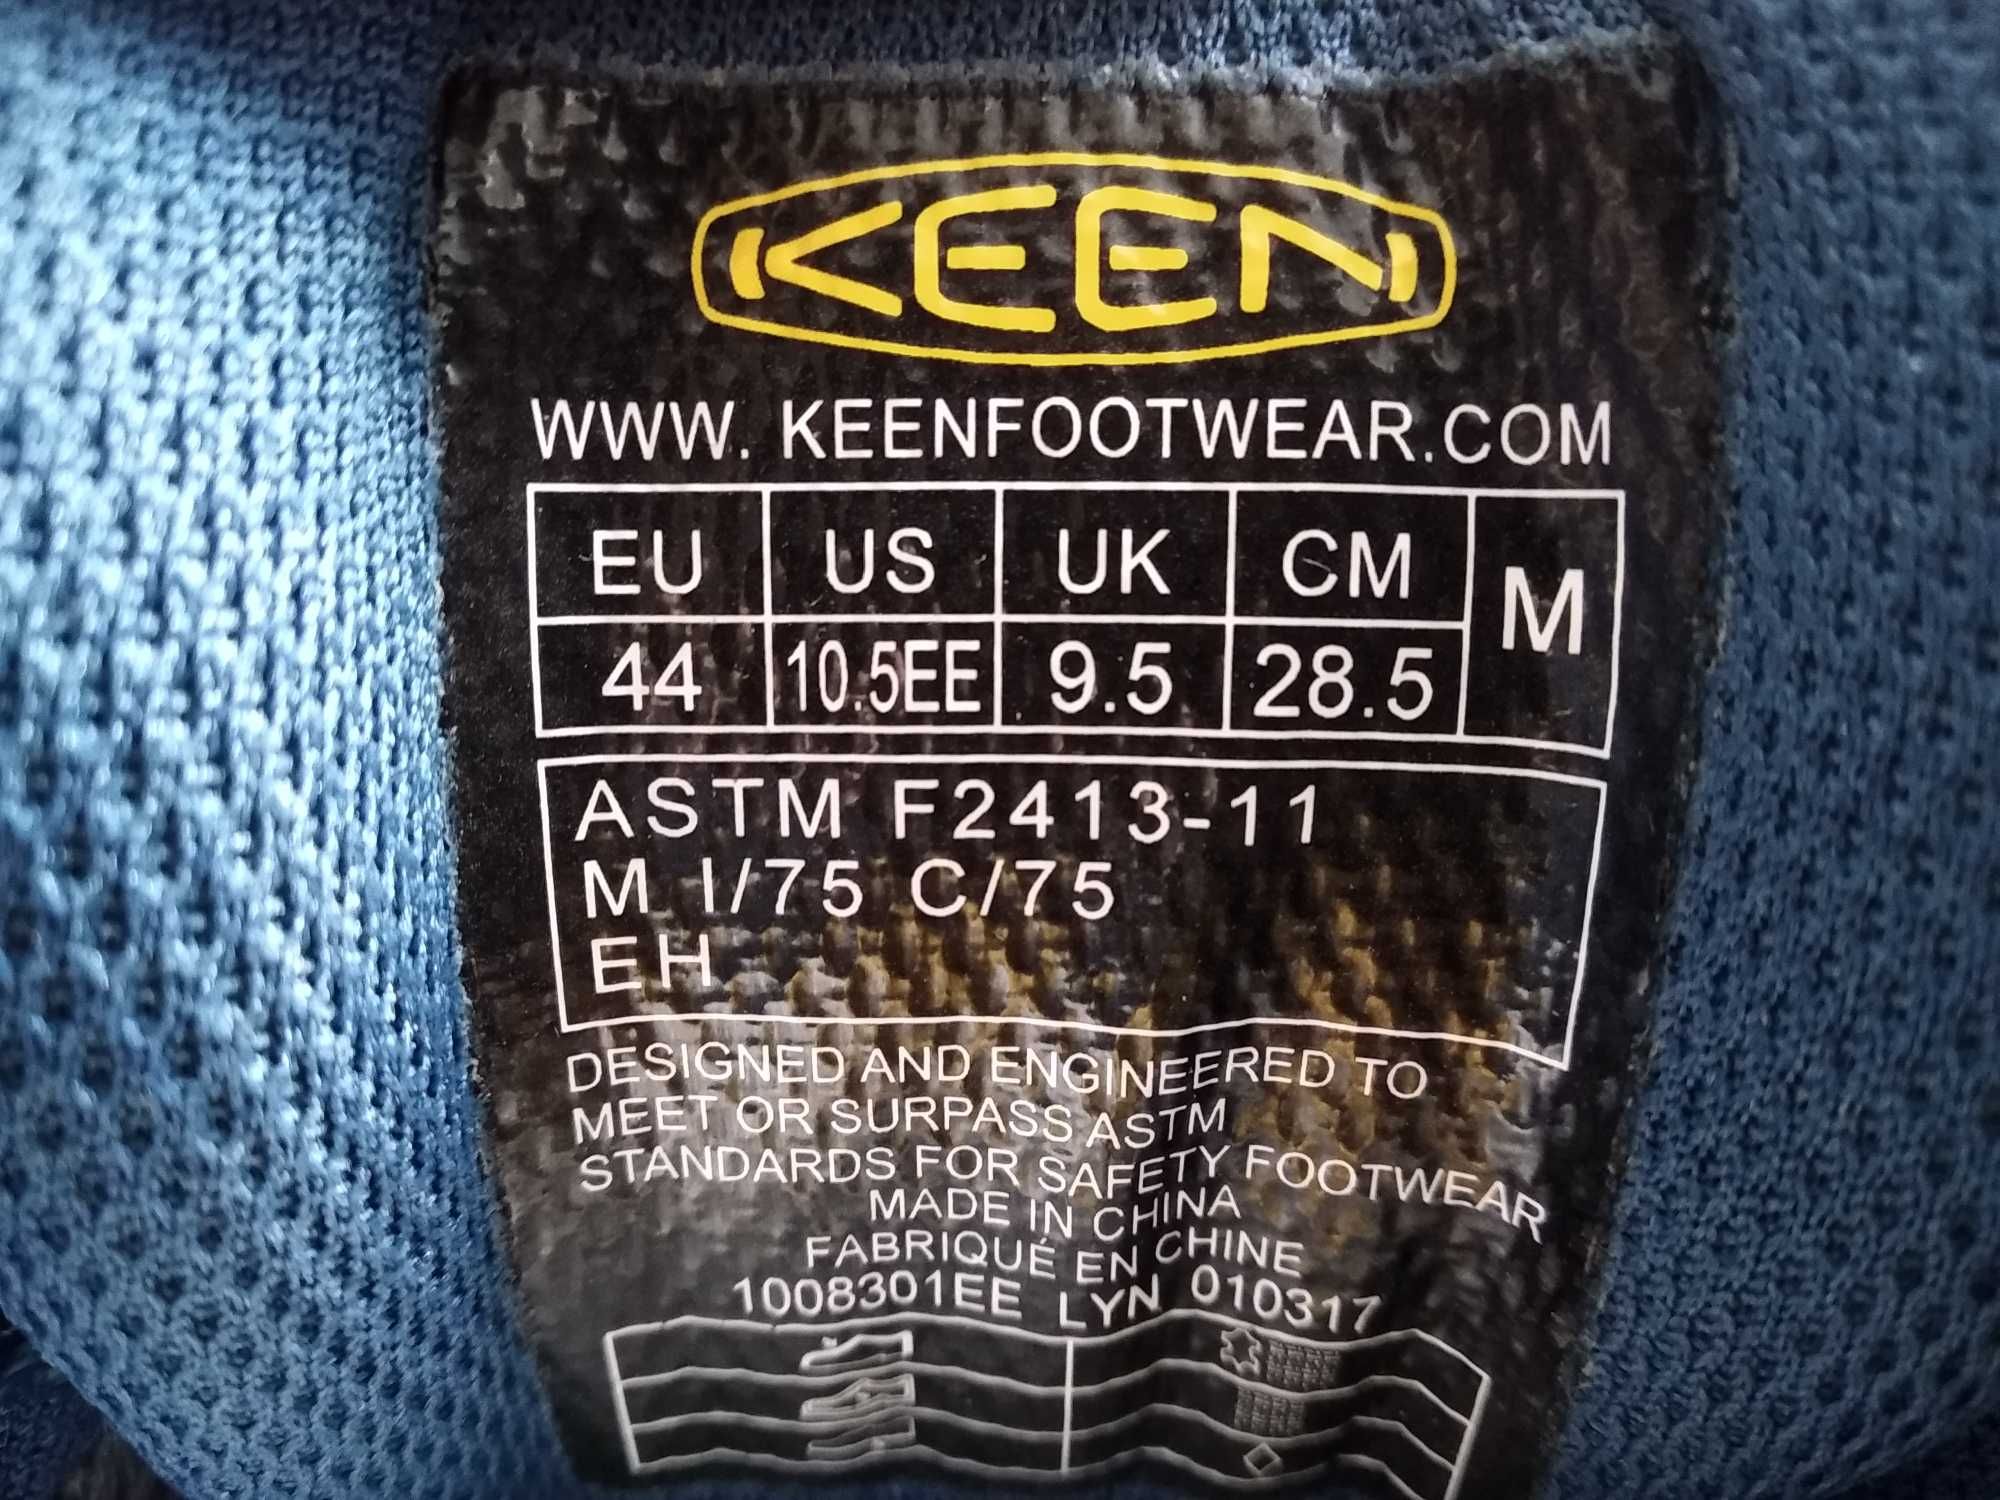 KEEN
WWW. KEENFOOTWEAR.COM
EU US UK CM M
44 10.5EE 9.5 28.5
ASTM F2413-11
M I/75 C/75
EH
DESIGNED AND ENGINEERED TO
MEET OR SURPASS ASTM
STANDARDS FOR SAFETY FOOTWEAR
MADE IN CHINA
FABRIQUÉ EN CHINE
1008301EE LYN 010317